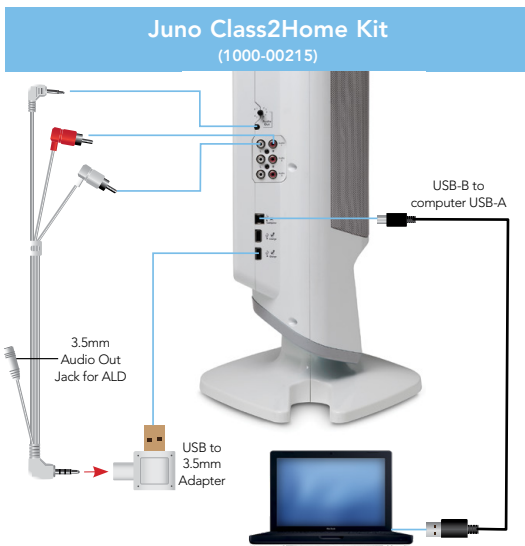 Juno Class2Home Kit
(1000-00215)
USB-B to
computer USB-A
3.5mm
Audio Out
Jack for ALD
USB to
3.5mm
Adapter